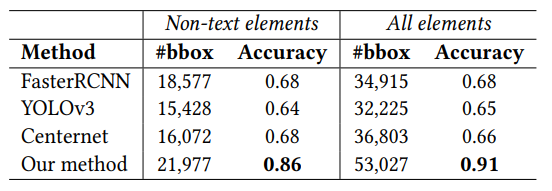 Non-text elements All elements
Method #bbox Accuracy #bbox Accuracy
FasterRCNN 18,577 0.68 34,915 0.68
YOLOv3 15,428 0.64 32,225 0.65
Centernet 16,072 0.68 36,803 0.66
Our method 21,977 0.86 53,027 0.91